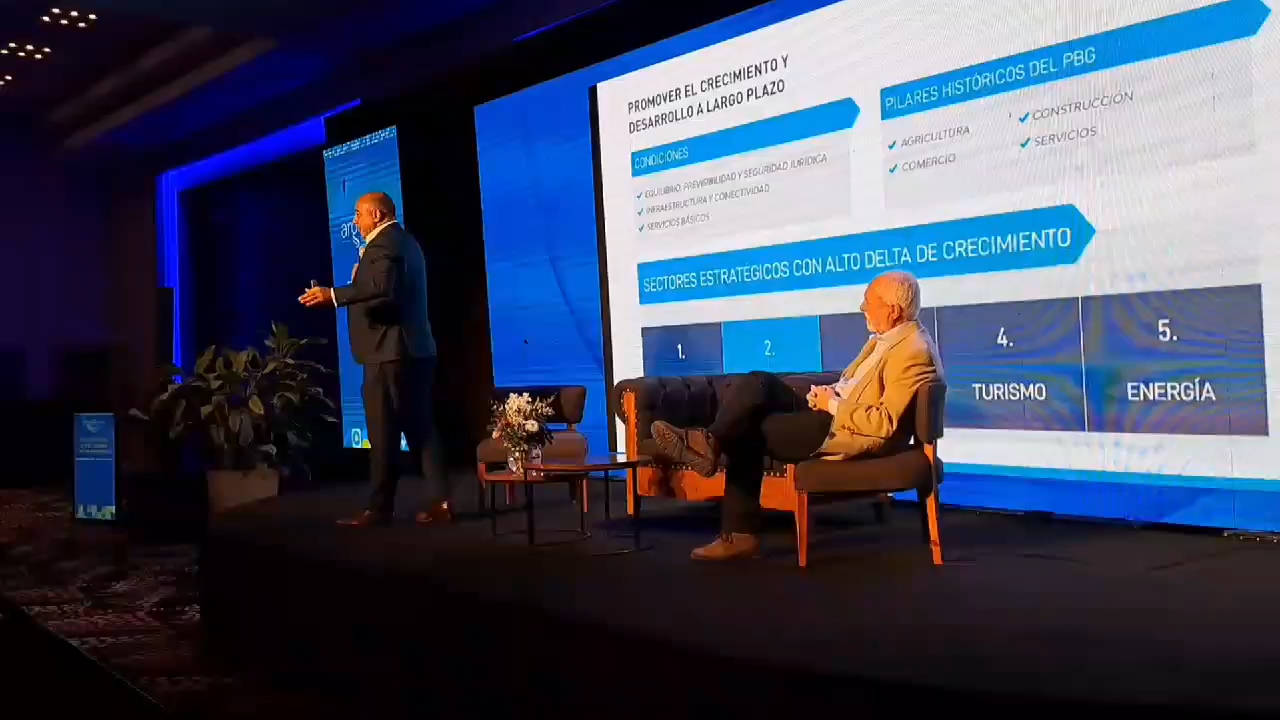 PROMOVER EL CRECIMIENTO Y
DESARROLLO A LARGO PLAZO
CONDICIONES
EQUILIBRIO, PREVISIBILIDAD Y SEGURIDAD JURÍDICA
INFRAESTRUCTURA Y CONECTIVIDAD
SERVICIOS BÁSICOS
PILARES HISTÓRICOS DEL PBG
AGRICULTURA
COMERCIO
CONSTRUCCIÓN
SERVICIOS
SECTORES ESTRATÉGICOS CON ALTO DELTA DE CRECIMIENTO
1.
2.
4.
TURISMO
5.
ENERGÍA